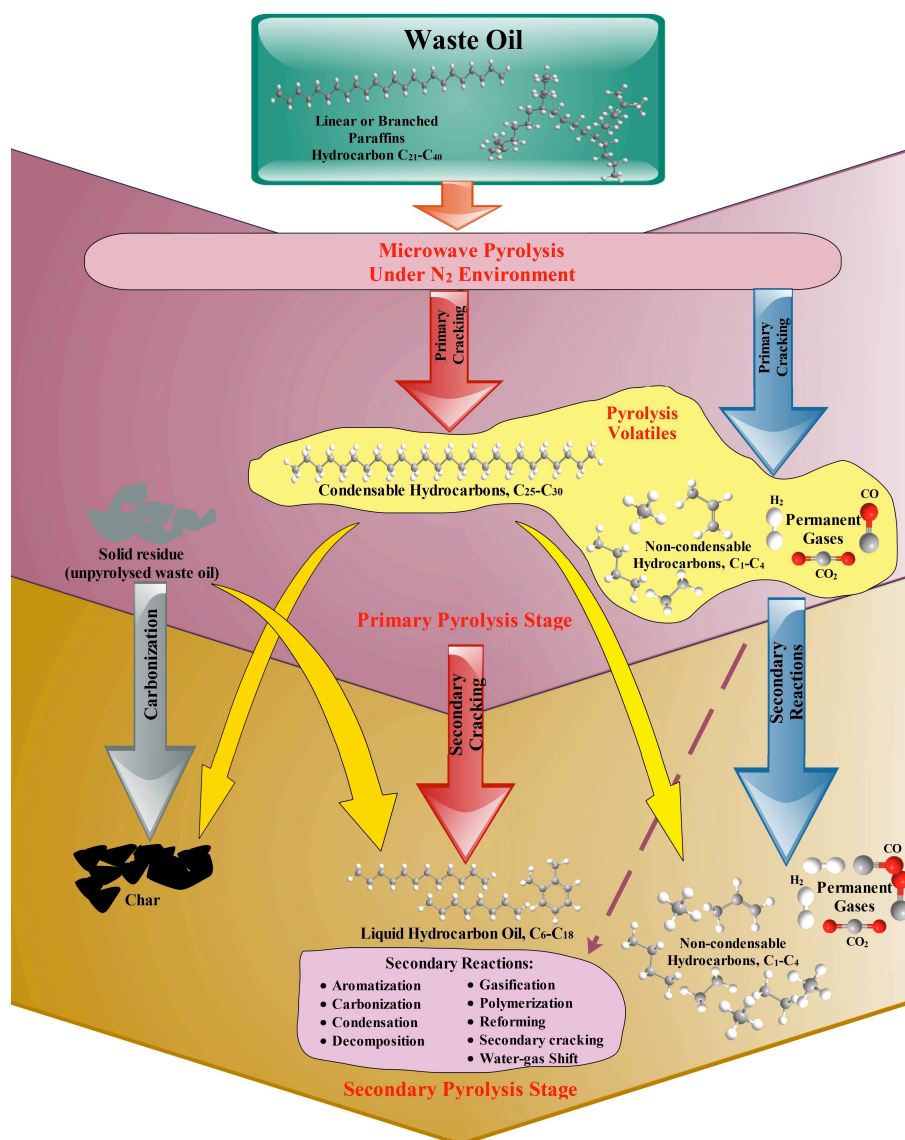 Waste Oil
Linear or Branched
Paraffins
Hydrocarbon C₂₁-C₄₀
Microwave Pyrolysis
Under N₂ Environment
Primary
Cracking
Primary
Cracking
Pyrolysis
Volatiles
Condensable Hydrocarbons, C₂₅-C₃₀
H₂
CO
Permanent
Gases
CO₂
Non-condensable
Hydrocarbons, C₁-C₄
Solid residue
(unpyrolysed waste oil)
Primary Pyrolysis Stage
Carbonization
Secondary
Cracking
Secondary
Reactions
Char
Liquid Hydrocarbon Oil, C₆-C₁₈
CO
H₂
Permanent
Gases
CO₂
Non-condensable
Hydrocarbons, C₁-C₄
Secondary Reactions:
• Aromatization
• Carbonization
• Condensation
• Decomposition
• Gasification
• Polymerization
• Reforming
• Secondary cracking
• Water-gas Shift
Secondary Pyrolysis Stage